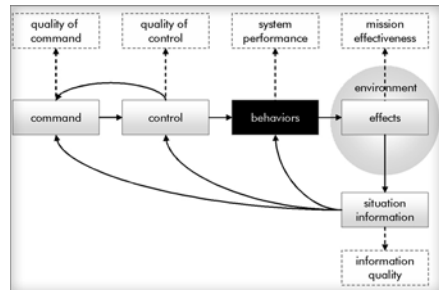 quality of
command
quality of
control
system
performance
mission
effectiveness
environment
command
control
behaviors
effects
situation
information
information
quality